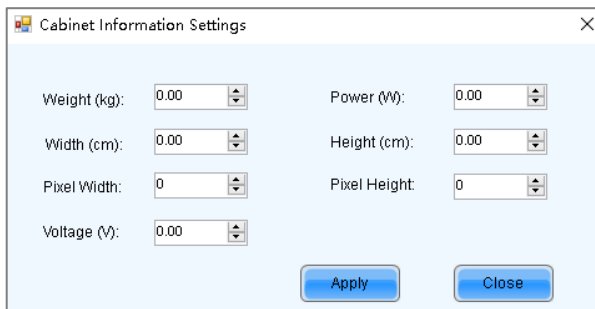 Cabinet Information Settings
Weight (kg): 0.00 Power (W): 0.00
Width (cm): 0.00 Height (cm): 0.00
Pixel Width: 0 Pixel Height: 0
Voltage (V): 0.00
Apply Close